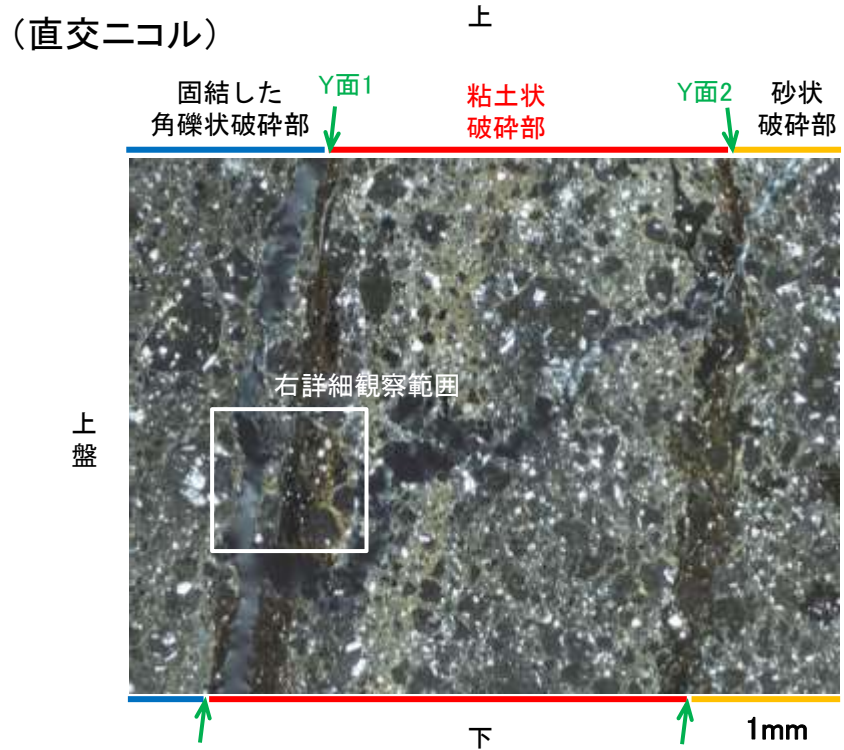 （直交ニコル）
上
固結した
角礫状破砕部
Y面1
粘土状
破砕部
Y面2
砂状
破砕部
右詳細観察範囲
上
盤
下
1mm